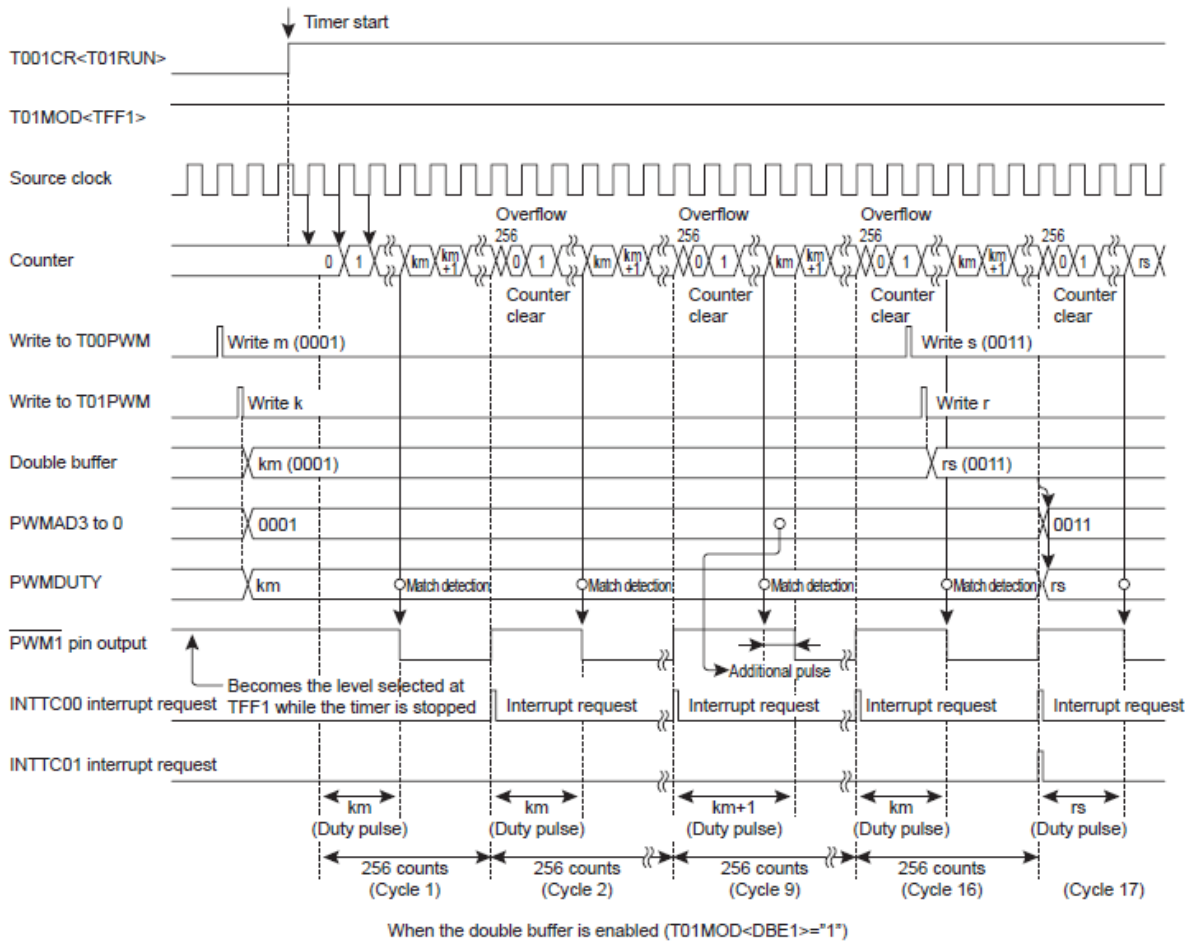 Timer start
T001CR<T01RUN>
T01MOD<TFF1>
Source clock
Overflow Overflow Overflow
256 256 256 256
Counter 0 1 km km +1 0 1 km km +1 0 1 km km +1 0 1 km km +1 0 1 rs
Counter clear Counter clear Counter clear Counter clear
Write to T00PWM Write m (0001) Write s (0011)
Write to T01PWM Write k Write r
Double buffer km (0001) rs (0011)
PWMAD3 to 0 0001 0011
PWMDUTY km Match detection Match detection Match detection Match detection rs
PWM1 pin output
Additional pulse
Becomes the level selected at
TFF1 while the timer is stopped
INTTC00 interrupt request Interrupt request Interrupt request Interrupt request Interrupt request
INTTC01 interrupt request
km km km+1 km rs
(Duty pulse) (Duty pulse) (Duty pulse) (Duty pulse) (Duty pulse)
256 counts 256 counts 256 counts 256 counts
(Cycle 1) (Cycle 2) (Cycle 9) (Cycle 16) (Cycle 17)
When the double buffer is enabled (T01MOD<DBE1>="1")